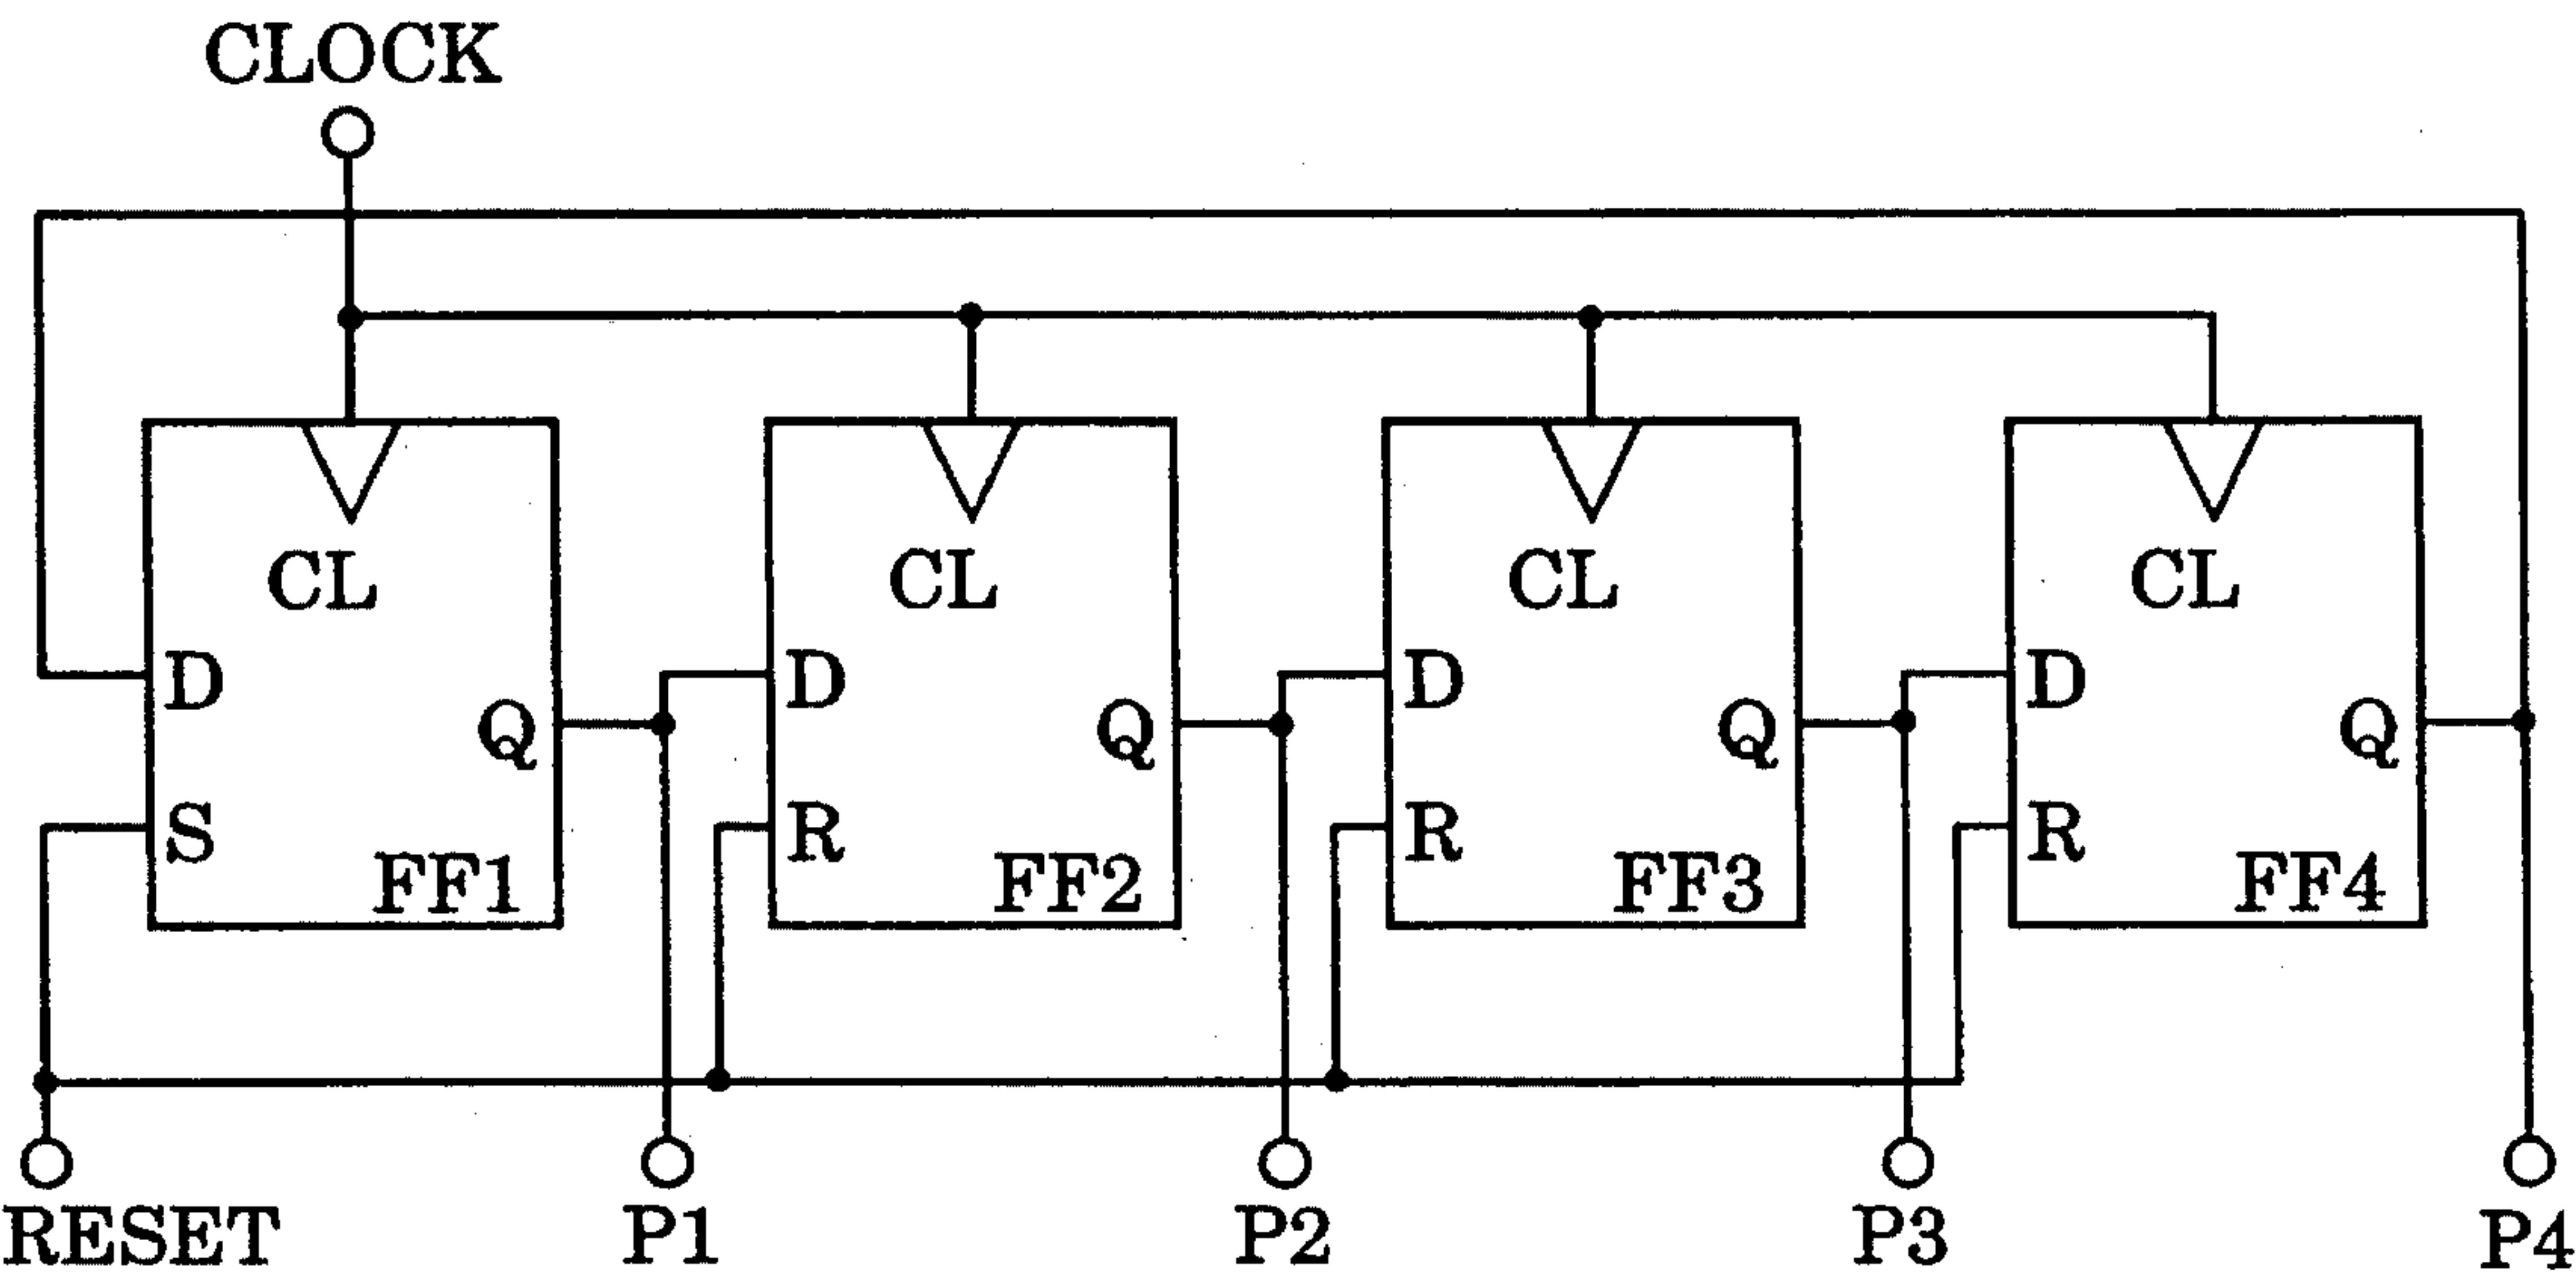 CLOCK
CL CL CL CL
D D D D
Q Q Q Q
S R R R
FF1 FF2 FF3 FF4
RESET P1 P2 P3 P4